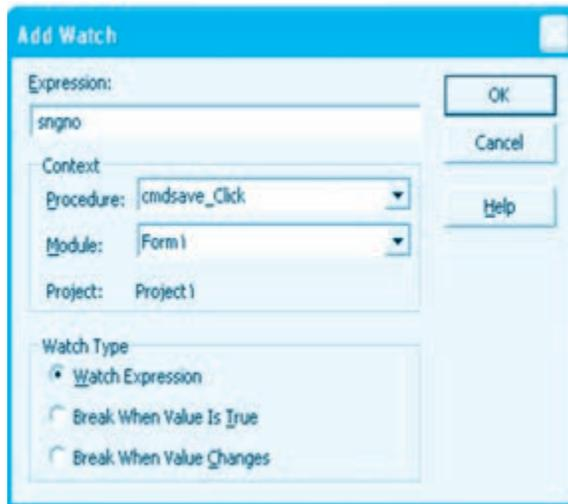 Add Watch
Expression:
sngno
OK
Cancel
Context
Procedure: cmdsave_Click
Help
Module: Form1
Project: Project1
Watch Type
Watch Expression
Break When Value Is True
Break When Value Changes